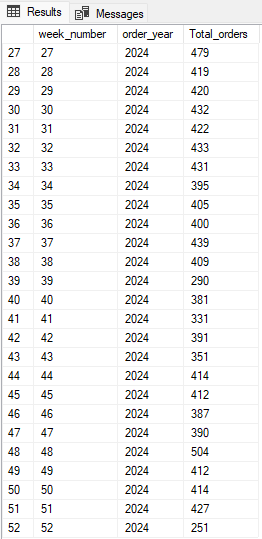 Results Messages
week_number order_year Total_orders
27 27 2024 479
28 28 2024 419
29 29 2024 420
30 30 2024 432
31 31 2024 422
32 32 2024 433
33 33 2024 431
34 34 2024 395
35 35 2024 405
36 36 2024 400
37 37 2024 439
38 38 2024 409
39 39 2024 290
40 40 2024 381
41 41 2024 331
42 42 2024 391
43 43 2024 351
44 44 2024 414
45 45 2024 412
46 46 2024 387
47 47 2024 390
48 48 2024 504
49 49 2024 412
50 50 2024 414
51 51 2024 427
52 52 2024 251